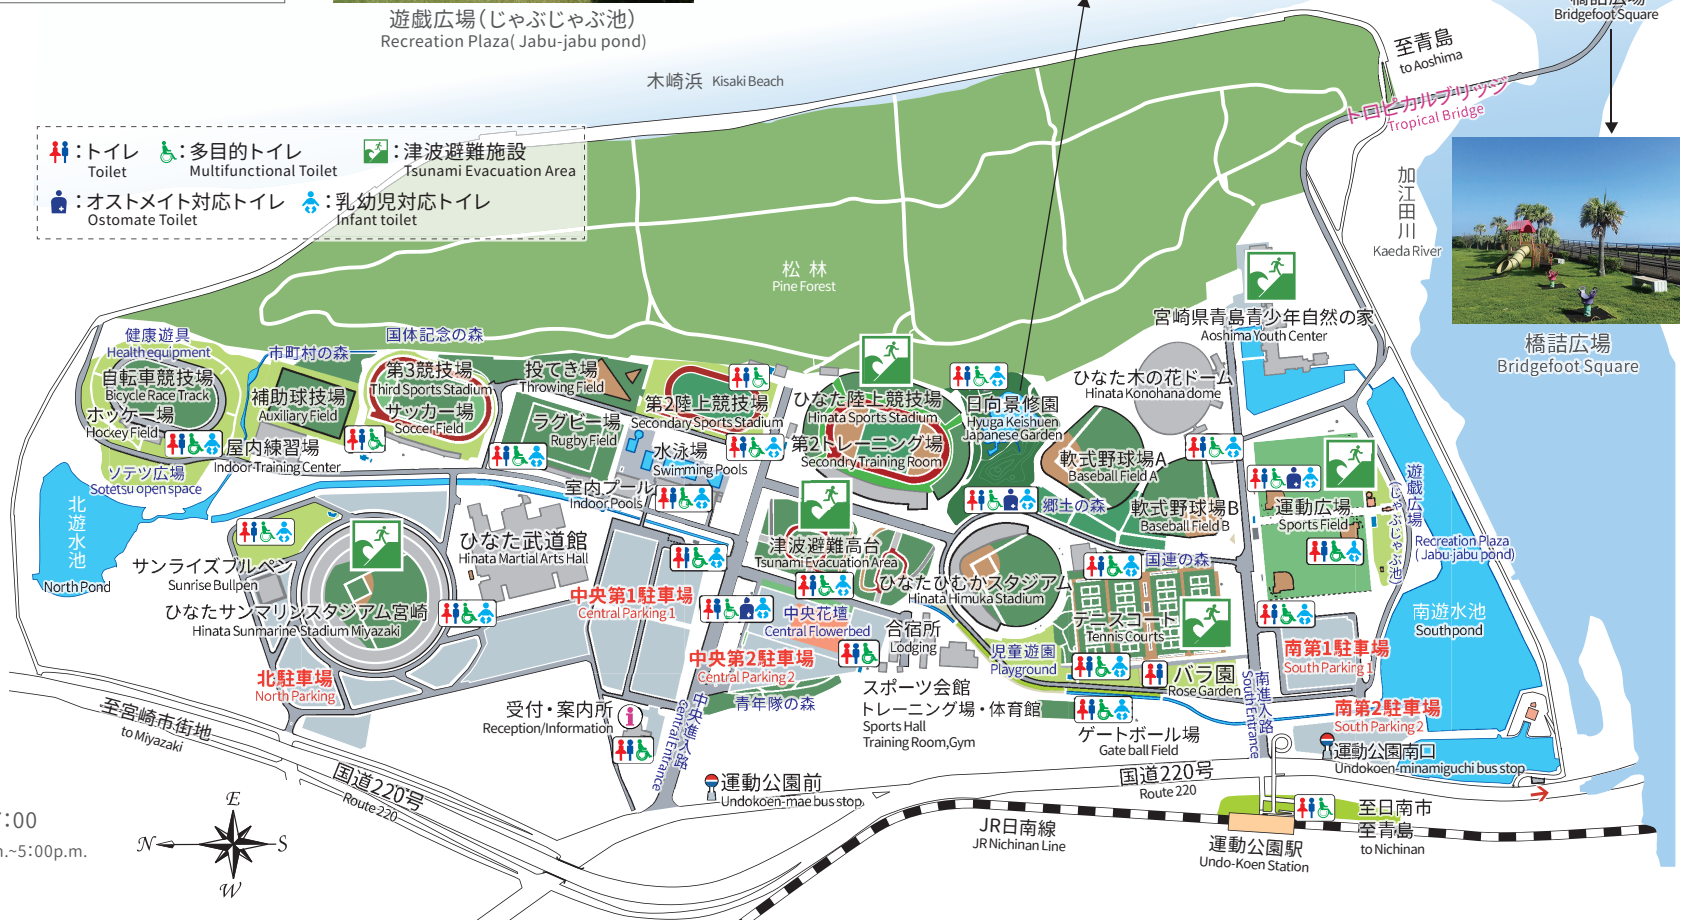 遊戯広場(じゃぶじゃぶ池)
Recreation Plaza( Jabu-jabu pond)
木崎浜 Kisaki Beach
橋詰広場
Bridgefoot Square
至青島
to Aoshima
トロピカルブリッジ
Tropical Bridge
：トイレ
Toilet
：多目的トイレ
Multifunctional Toilet
：津波避難施設
Tsunami Evacuation Area
：オストメイト対応トイレ
Ostomate Toilet
：乳幼児対応トイレ
Infant toilet
加江田川
Kaeda River
松 林
Pine Forest
橋詰広場
Bridgefoot Square
宮崎県青島青少年自然の家
Aoshima Youth Center
健康遊具
Health equipment
市町村の森
国体記念の森
自転車競技場
Bicycle Race Track
ホッケー場
Hockey Field
補助球技場
Auxiliary Field
第3競技場
Third Sports Stadium
サッカー場
Soccer Field
投てき場
Throwing Field
ラグビー場
Rugby Field
第2陸上競技場
Secondary Sports Stadium
ひなた陸上競技場
Hinata Sports Stadium
第2トレーニング場
Secondry Training Room
日向景修園
Hyuga Keishuen
Japanese Garden
ひなた木の花ドーム
Hinata Konohana dome
屋内練習場
Indoor Training Center
ソテツ広場
Sotetsu open space
水泳場
Swimming Pools
室内プール
Indoor Pools
軟式野球場A
Baseball Field A
軟式野球場B
Baseball Field B
郷土の森
運動広場
Sports Field
遊戯広場
(じゃぶじゃぶ池)
Recreation Plaza
( Jabu-jabu pond)
北遊水池
North Pond
サンライズブルペン
Sunrise Bullpen
ひなたサンマリンスタジアム宮崎
Hinata Sunmarine Stadium Miyazaki
ひなた武道館
Hinata Martial Arts Hall
津波避難高台
Tsunami Evacuation Area
ひなたひむかスタジアム
Hinata Himuka Stadium
国連の森
テニスコート
Tennis Courts
南遊水池
South pond
中央第1駐車場
Central Parking 1
中央花壇
Central Flowerbed
合宿所
Lodging
中央第2駐車場
Central Parking 2
児童遊園
Playground
バラ園
Rose Garden
南第1駐車場
South Parking 1
北駐車場
North Parking
青年隊の森
スポーツ会館
トレーニング場・体育館
Sports Hall
Training Room,Gym
南進入路
South Entrance
南第2駐車場
South Parking 2
受付・案内所
Reception/Information
中央進入路
Central Entrance
ゲートボール場
Gate ball Field
運動公園南口
Undokoen-minamiguchi bus stop
至宮崎市街地
to Miyazaki
国道220号
Route 220
運動公園前
Undokoen-mae bus stop
国道220号
Route 220
至日南市
至青島
to Nichinan
JR日南線
JR Nichinan Line
運動公園駅
Undo-Koen Station
:00
~5:00p.m.
E
N
S
W